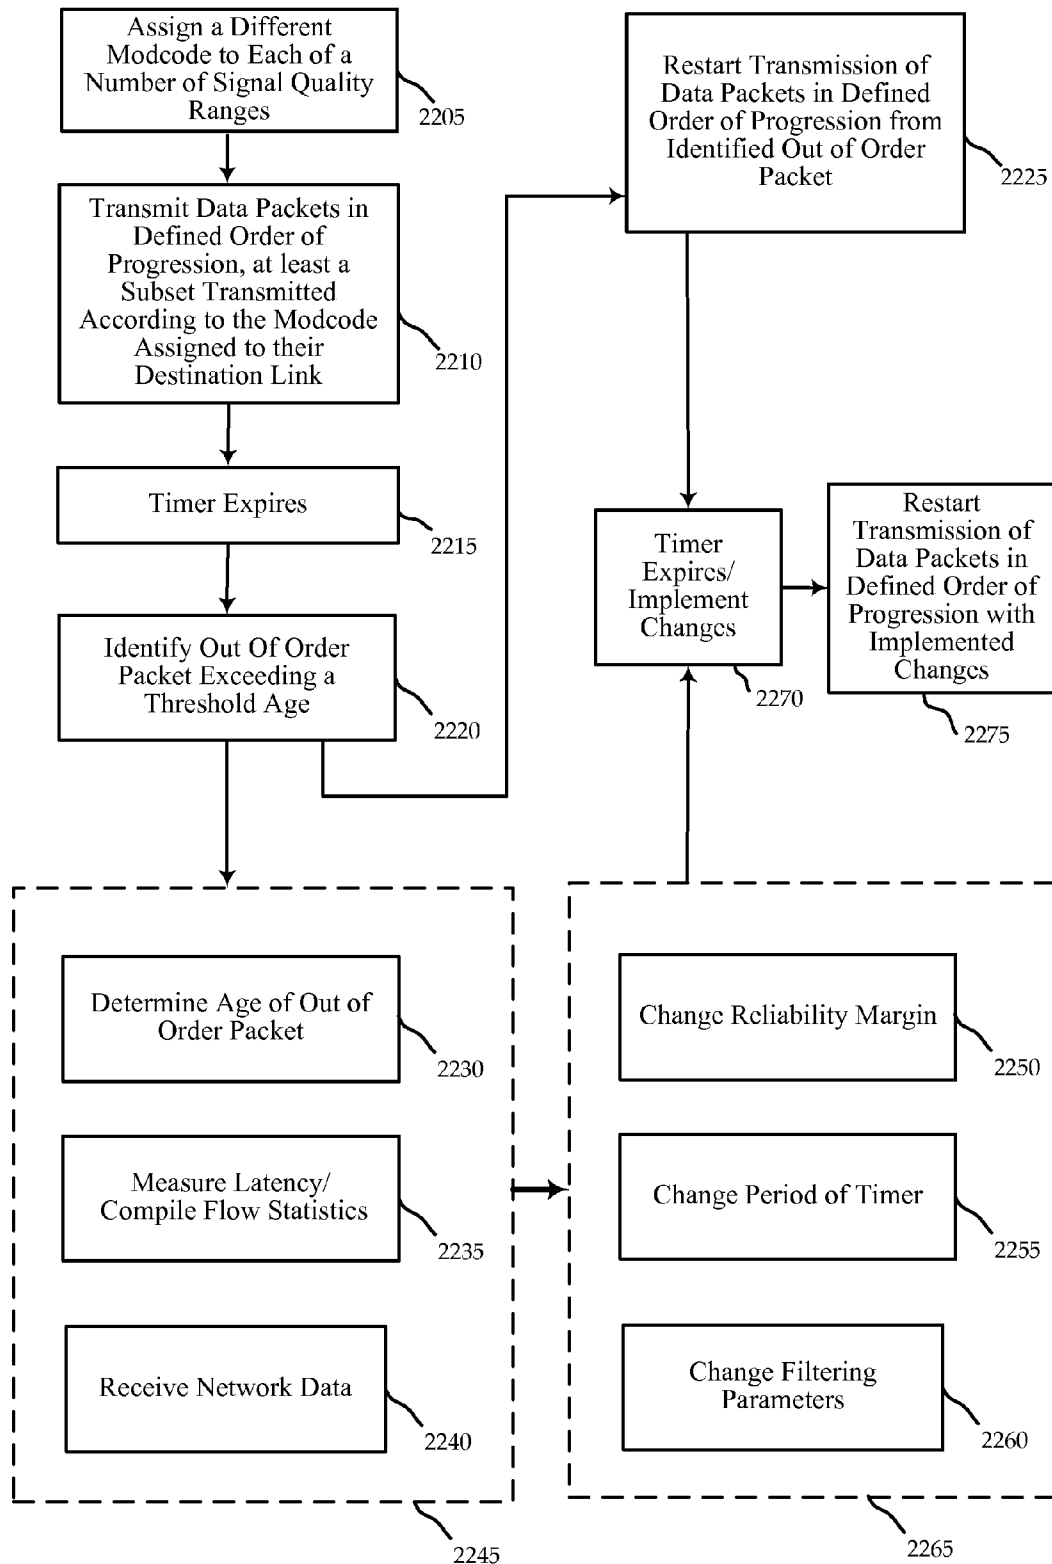 Assign a Different
Modcode to Each of a
Number of Signal Quality
Ranges
2205
Transmit Data Packets in
Defined Order of
Progression, at least a
Subset Transmitted
According to the Modcode
Assigned to their
Destination Link
2210
Timer Expires
2215
Identify Out Of Order
Packet Exceeding a
Threshold Age
2220
Restart Transmission of
Data Packets in Defined
Order of Progression from
Identified Out of Order
Packet
2225
Timer
Expires/
Implement
Changes
2270
Restart
Transmission of
Data Packets in
Defined Order of
Progression with
Implemented
Changes
2275
Determine Age of Out of
Order Packet
2230
Measure Latency/
Compile Flow Statistics
2235
Receive Network Data
2240
2245
Change Reliability Margin
2250
Change Period of Timer
2255
Change Filtering
Parameters
2260
2265